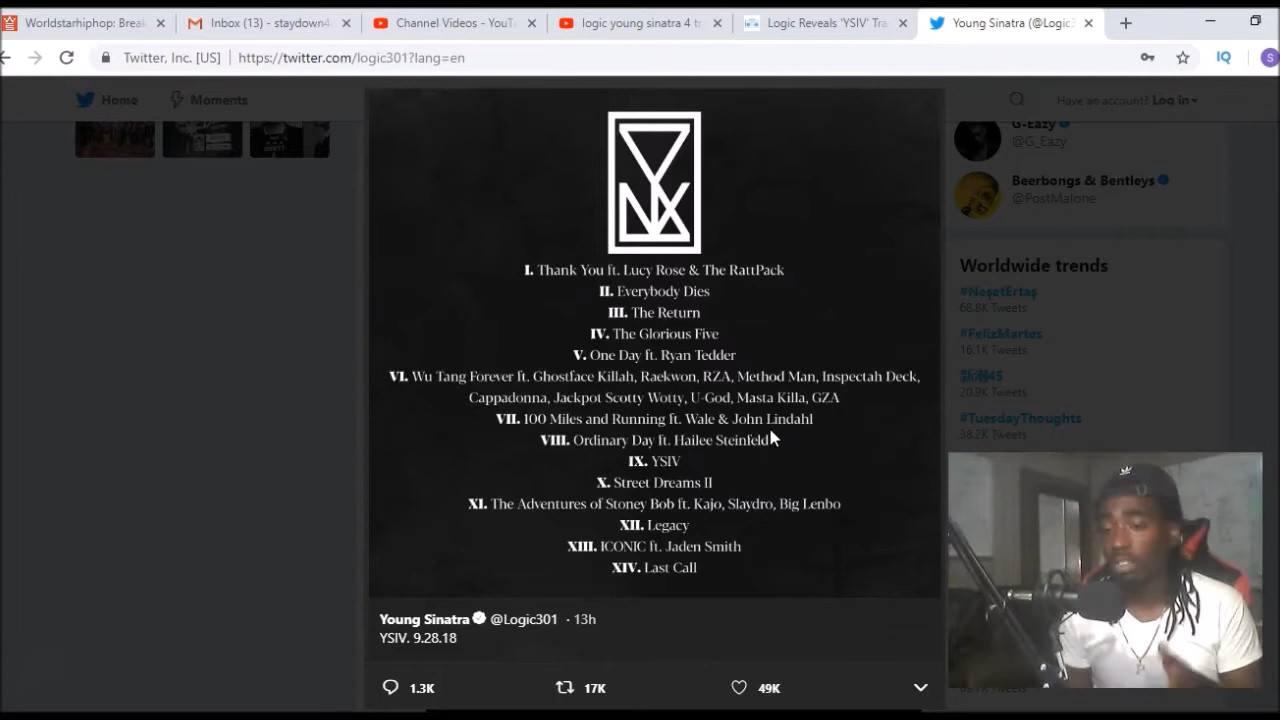 Worldstarhiphop: Break
Inbox (13) - staydown4
Channel Videos - YouT
logic young sinatra 4 tr
Logic Reveals 'YSIV' Tra
Young Sinatra (@Logic3
Twitter, Inc. [US] https://twitter.com/logic301?lang=en
IQ
S
Home
Moments
Have an account? Log in
G-Eazy
@G_Eazy
Beerbongs & Bentleys
@PostMalone
Worldwide trends
#NeşetErtaş
68.8K Tweets
#FelizMartes
16.1K Tweets
20.9K Tweets
#TuesdayThoughts
38.2K Tweets
I. Thank You ft. Lucy Rose & The RattPack
II. Everybody Dies
III. The Return
IV. The Glorious Five
V. One Day ft. Ryan Tedder
VI. Wu Tang Forever ft. Ghostface Killah, Raekwon, RZA, Method Man, Inspectah Deck,
Cappadonna, Jackpot Scotty Wotty, U-God, Masta Killa, GZA
VII. 100 Miles and Running ft. Wale & John Lindahl
VIII. Ordinary Day ft. Hailee Steinfeld
IX. YSIV
X. Street Dreams II
XI. The Adventures of Stoney Bob ft. Kajo, Slaydro, Big Lenbo
XII. Legacy
XIII. ICONIC ft. Jaden Smith
XIV. Last Call
Young Sinatra @Logic301 · 13h
YSIV. 9.28.18
1.3K 17K 49K